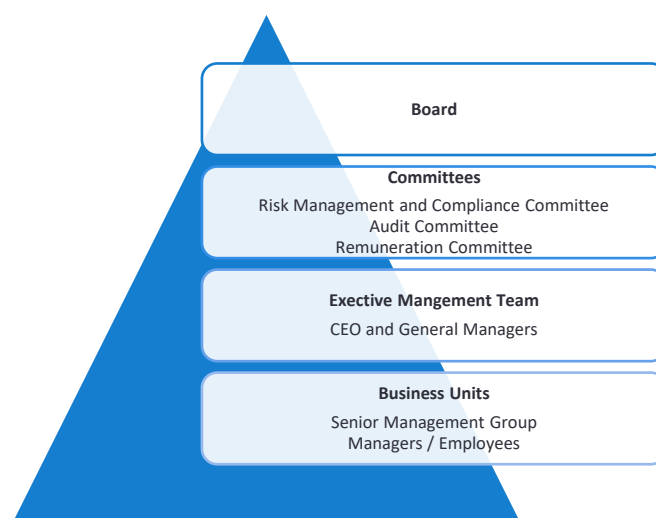 Board
Committees
Risk Management and Compliance Committee
Audit Committee
Remuneration Committee
Exective Mangement Team
CEO and General Managers
Business Units
Senior Management Group
Managers / Employees